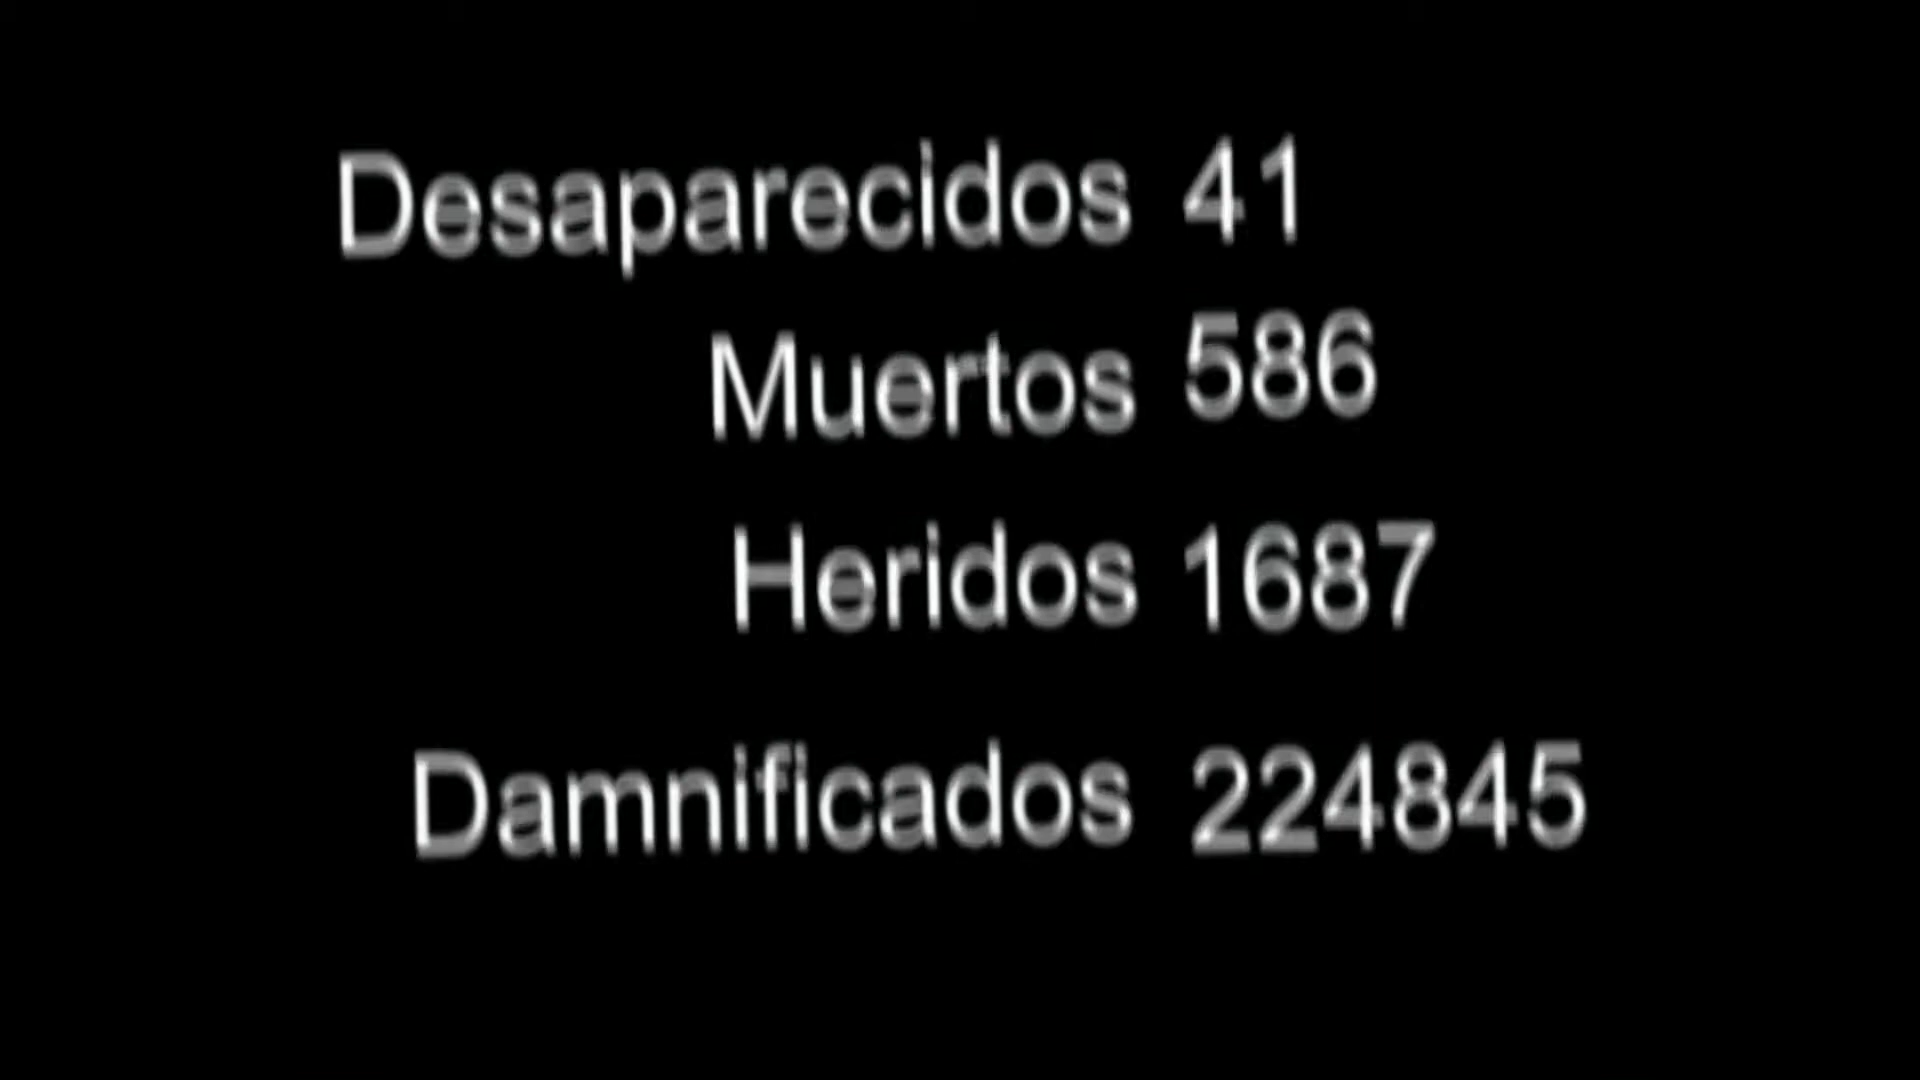 Desaparecidos 41
Muertos 586
Heridos 1687
Damnificados 224845